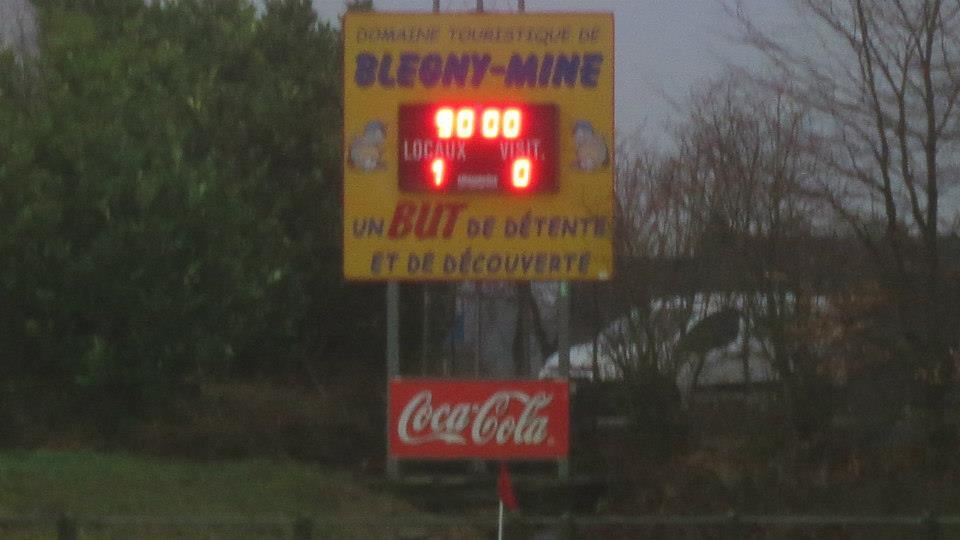 DOMAINE TOURISTIQUE DE
BLEGNY-MINE
90 00
LOCAUX VISIT.
1 0
UN BUT DE DÉTENTE
ET DE DÉCOUVERTE
Coca-Cola